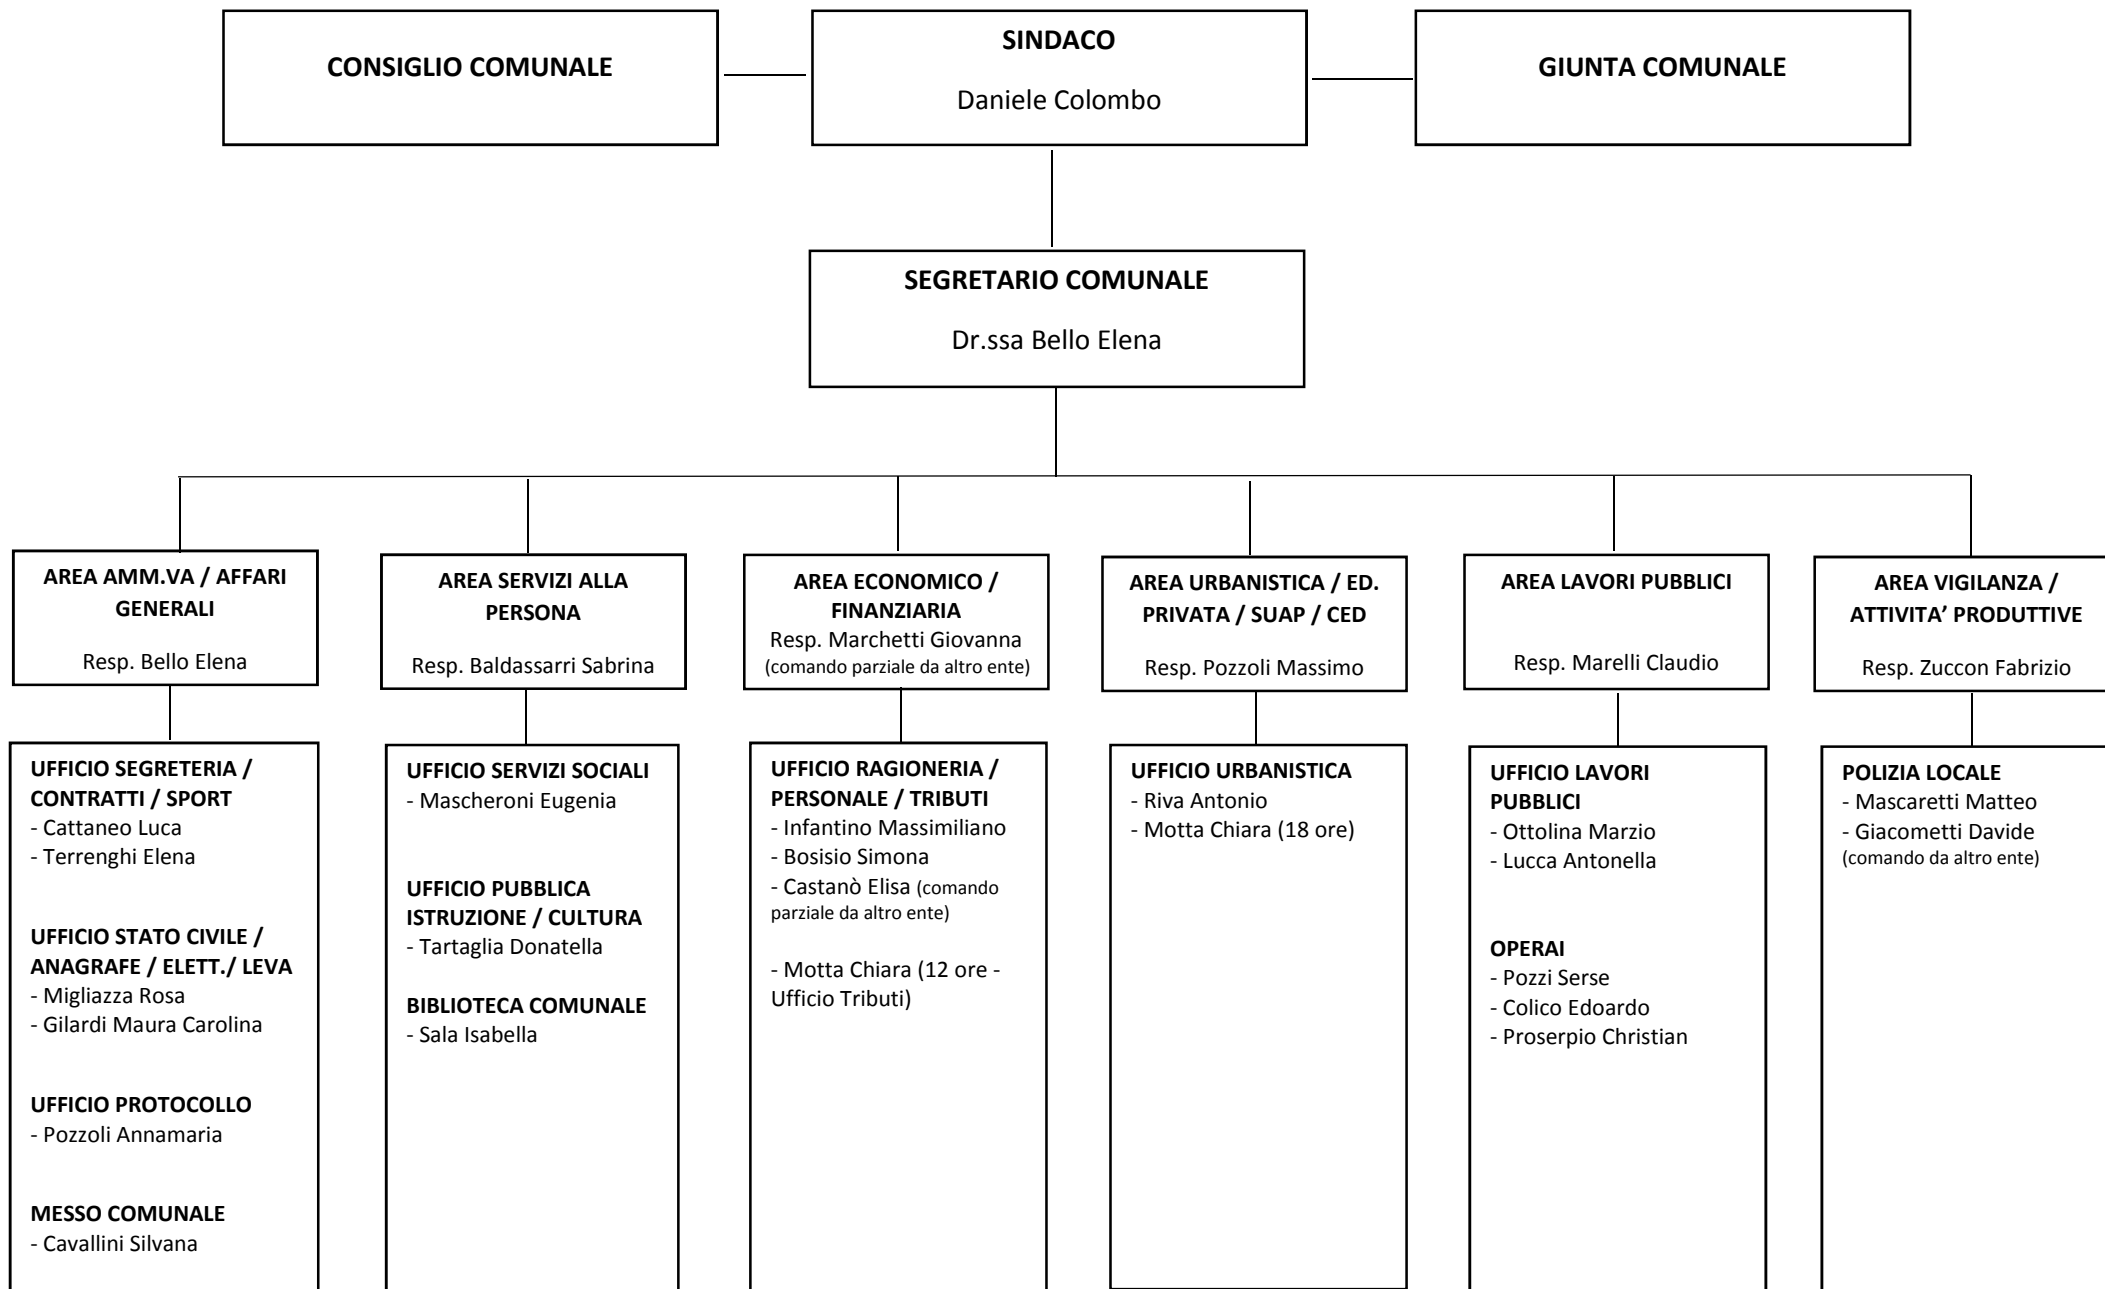 CONSIGLIO COMUNALE
SINDACO
Daniele Colombo
GIUNTA COMUNALE
SEGRETARIO COMUNALE
Dr.ssa Bello Elena
AREA AMM.VA / AFFARI
GENERALI
Resp. Bello Elena
AREA SERVIZI ALLA
PERSONA
Resp. Baldassarri Sabrina
AREA ECONOMICO /
FINANZIARIA
Resp. Marchetti Giovanna
(comando parziale da altro ente)
AREA URBANISTICA / ED.
PRIVATA / SUAP / CED
Resp. Pozzoli Massimo
AREA LAVORI PUBBLICI
Resp. Marelli Claudio
AREA VIGILANZA /
ATTIVITA’ PRODUTTIVE
Resp. Zuccon Fabrizio
UFFICIO SEGRETERIA /
CONTRATTI / SPORT
- Cattaneo Luca
- Terrenghi Elena
UFFICIO STATO CIVILE /
ANAGRAFE / ELETT./ LEVA
- Migliazza Rosa
- Gilardi Maura Carolina
UFFICIO PROTOCOLLO
- Pozzoli Annamaria
MESSO COMUNALE
- Cavallini Silvana
UFFICIO SERVIZI SOCIALI
- Mascheroni Eugenia
UFFICIO PUBBLICA
ISTRUZIONE / CULTURA
- Tartaglia Donatella
BIBLIOTECA COMUNALE
- Sala Isabella
UFFICIO RAGIONERIA /
PERSONALE / TRIBUTI
- Infantino Massimiliano
- Bosisio Simona
- Castanò Elisa (comando
parziale da altro ente)
- Motta Chiara (12 ore -
Ufficio Tributi)
UFFICIO URBANISTICA
- Riva Antonio
- Motta Chiara (18 ore)
UFFICIO LAVORI
PUBBLICI
- Ottolina Marzio
- Lucca Antonella
OPERAI
- Pozzi Serse
- Colico Edoardo
- Proserpio Christian
POLIZIA LOCALE
- Mascaretti Matteo
- Giacometti Davide
(comando da altro ente)